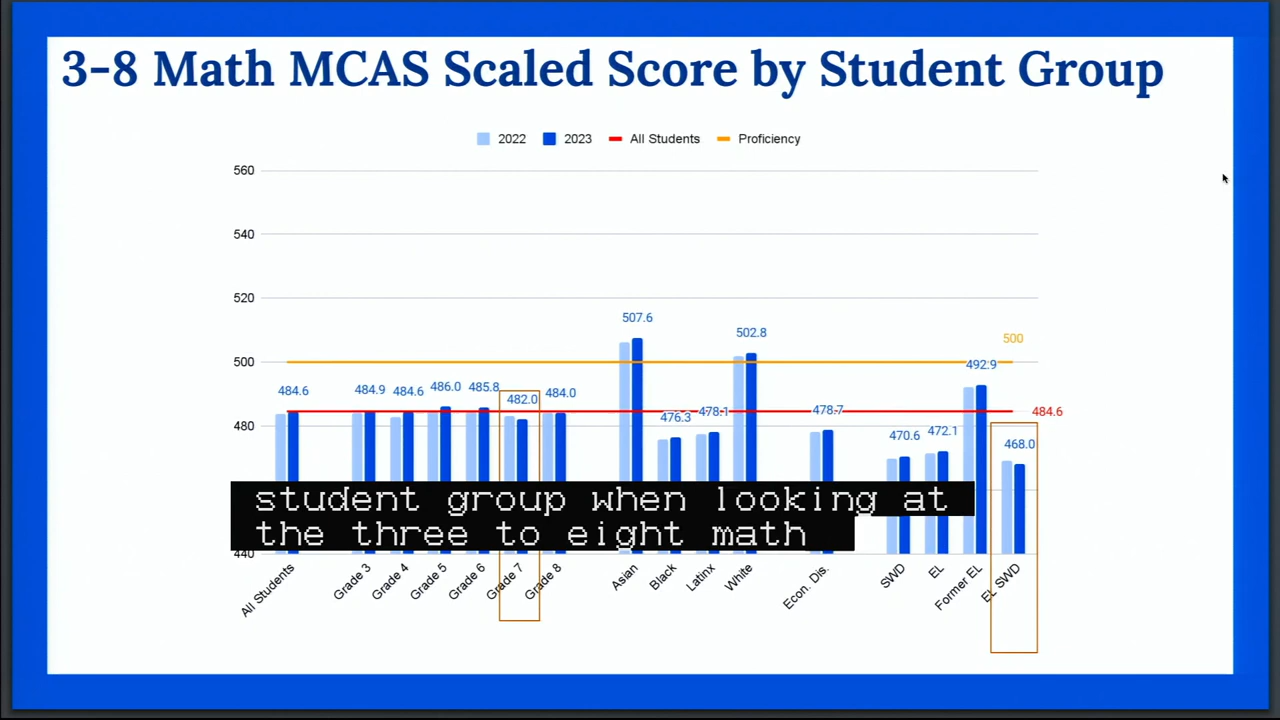 3-8 Math MCAS Scaled Score by Student Group
2022 2023 All Students Proficiency
560
540
520
500
480
440
484.6
484.9
484.6
486.0
485.8
482.0
484.0
507.6
476.3
478.1
502.8
478.7
470.6
472.1
492.9
468.0
500
484.6
student group when looking at
the three to eight math
All Students
Grade 3
Grade 4
Grade 5
Grade 6
Grade 7
Grade 8
Asian
Black
Latinx
White
Econ. Dis.
SWD
EL
Former EL
EL SWD